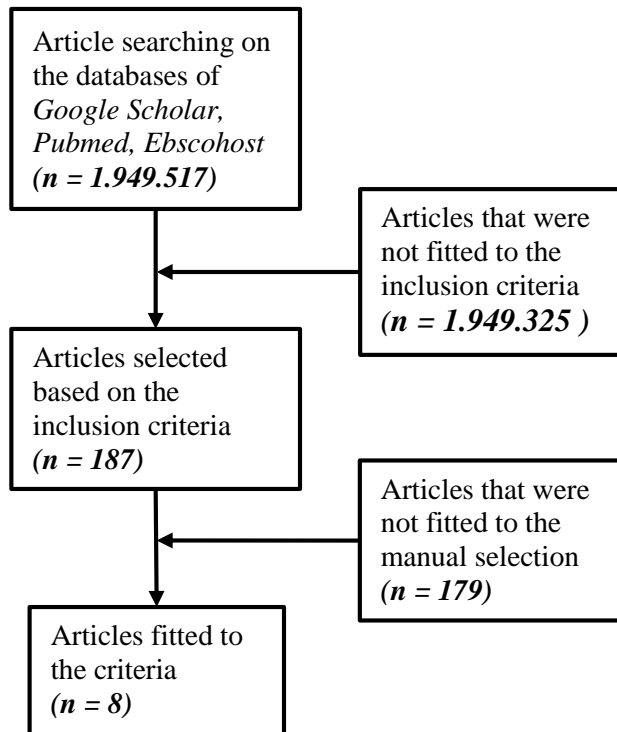 Article searching on
the databases of
Google Scholar,
Pubmed, Ebscohost
(n = 1.949.517)
Articles that were
not fitted to the
inclusion criteria
(n = 1.949.325 )
Articles selected
based on the
inclusion criteria
(n = 187)
Articles that were
not fitted to the
manual selection
(n = 179)
Articles fitted to
the criteria
(n = 8)